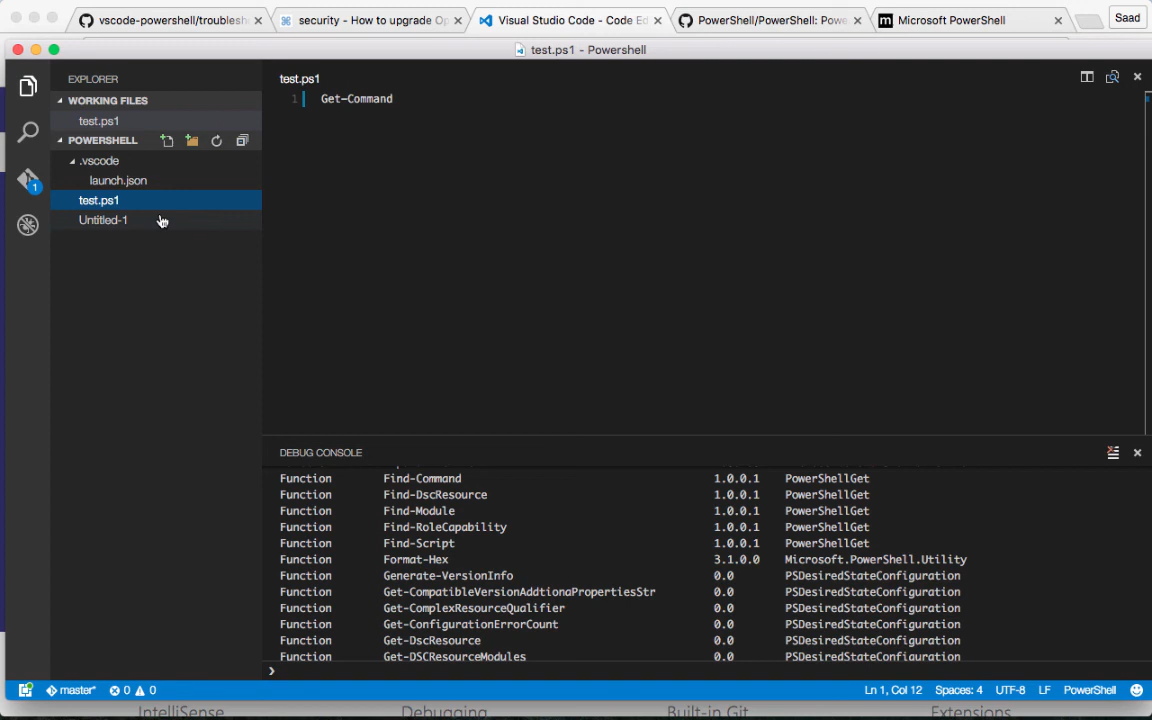 vscode-powershell/troublesh
security - How to upgrade Op
Visual Studio Code - Code Ed
PowerShell/PowerShell: Powe
Microsoft PowerShell
Saad
test.ps1 - Powershell
EXPLORER
WORKING FILES
test.ps1
POWERSHELL
.vscode
launch.json
test.ps1
Untitled-1
1
test.ps1
1 Get-Command
DEBUG CONSOLE
Function Find-Command 1.0.0.1 PowerShellGet
Function Find-DscResource 1.0.0.1 PowerShellGet
Function Find-Module 1.0.0.1 PowerShellGet
Function Find-RoleCapability 1.0.0.1 PowerShellGet
Function Find-Script 1.0.0.1 PowerShellGet
Function Format-Hex 3.1.0.0 Microsoft.PowerShell.Utility
Function Generate-VersionInfo 0.0 PSDesiredStateConfiguration
Function Get-CompatibleVersionAddtionaPropertiesStr 0.0 PSDesiredStateConfiguration
Function Get-ComplexResourceQualifier 0.0 PSDesiredStateConfiguration
Function Get-ConfigurationErrorCount 0.0 PSDesiredStateConfiguration
Function Get-DscResource 0.0 PSDesiredStateConfiguration
Function Get-DSCResourceModules 0.0 PSDesiredStateConfiguration
master* 0 0 Ln 1, Col 12 Spaces: 4 UTF-8 LF PowerShell
IntelliSense Debugging Built-in Git Extensions